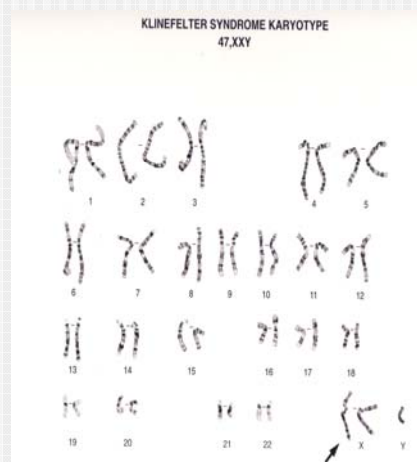 KLINEFELTER SYNDROME KARYOTYPE
47,XXY
1 2 3 4 5
6 7 8 9 10 11 12
13 14 15 16 17 18
19 20 21 22 X Y